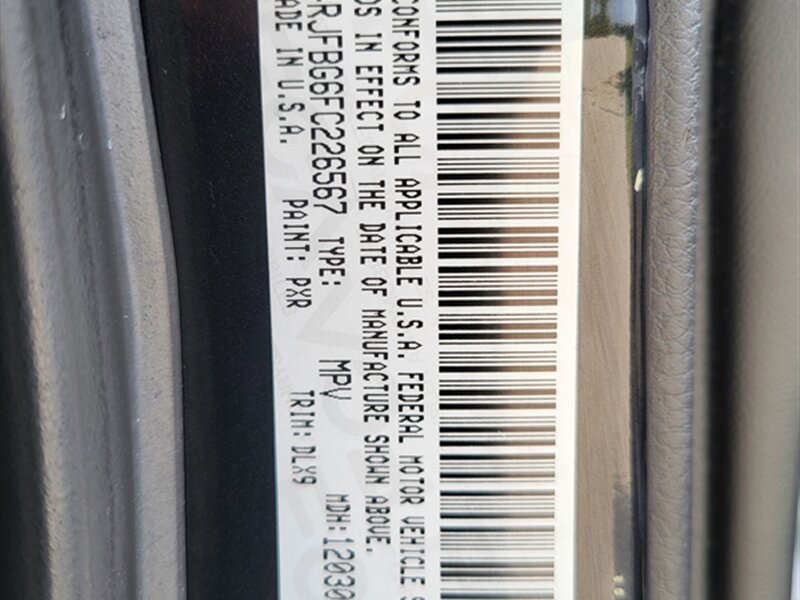 CONFORMS TO ALL APPLICABLE U.S.A. FEDERAL MOTOR VEHICLE S
DS IN EFFECT ON THE DATE OF MANUFACTURE SHOWN ABOVE.
RJFBG6FC226567 TYPE: MPV MDH:12030
MADE IN U.S.A. PAINT: PXR TRIM: DLX9